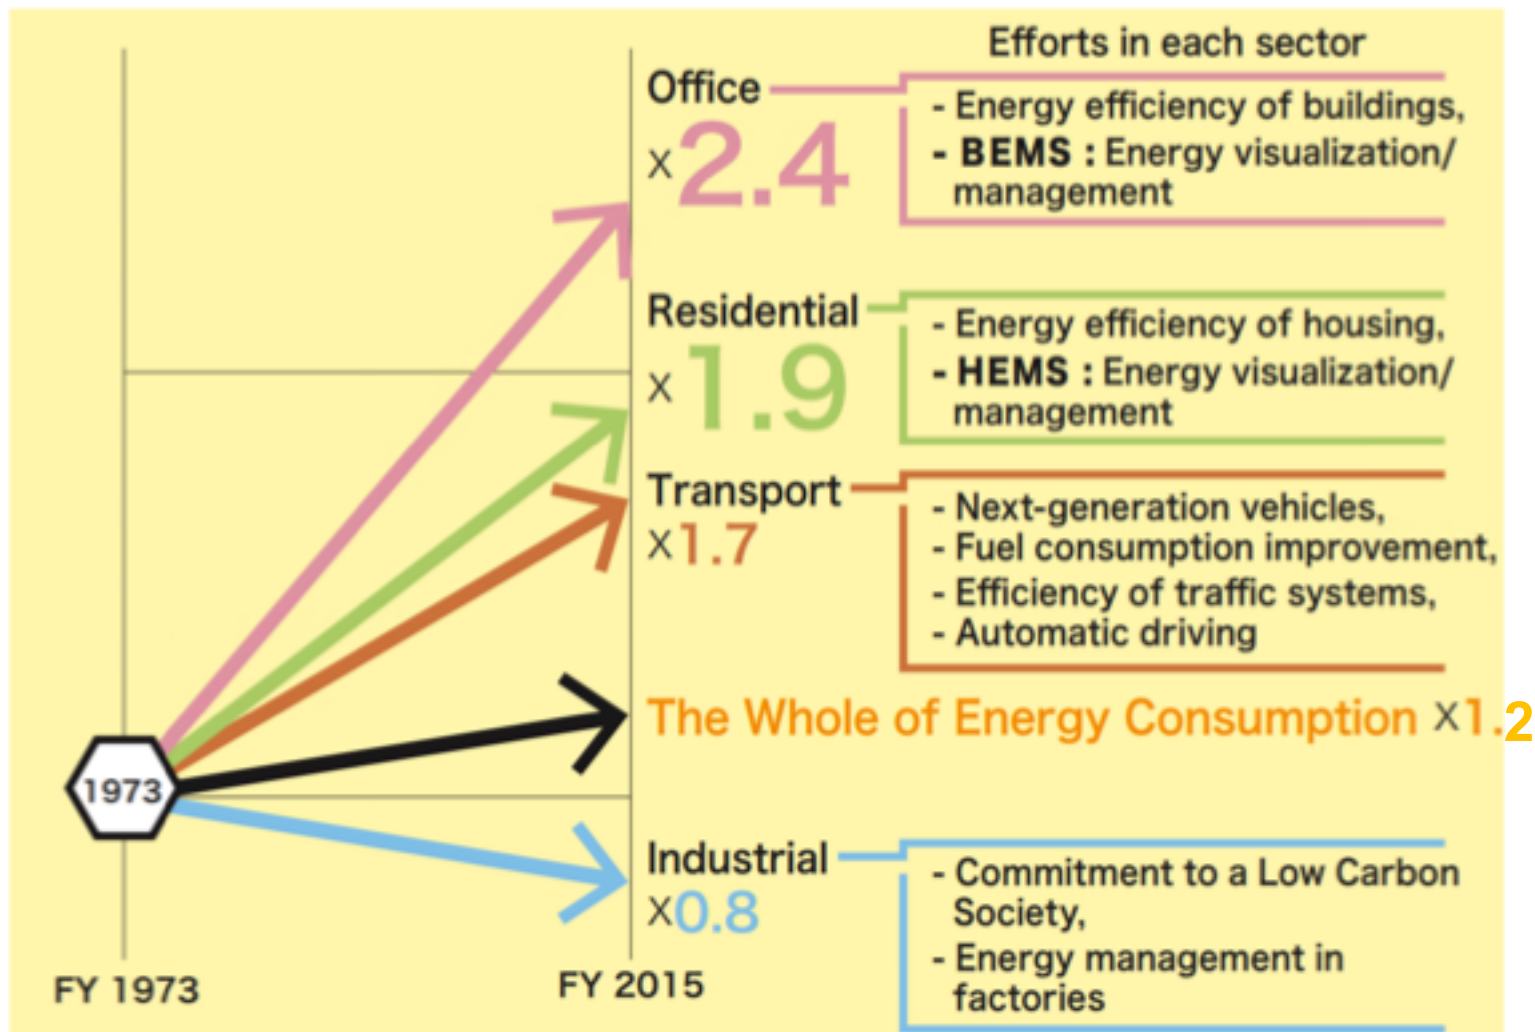 Efforts in each sector
Office
x2.4
- Energy efficiency of buildings,
- BEMS : Energy visualization/
management
Residential
x1.9
- Energy efficiency of housing,
- HEMS : Energy visualization/
management
Transport
x1.7
- Next-generation vehicles,
- Fuel consumption improvement,
- Efficiency of traffic systems,
- Automatic driving
The Whole of Energy Consumption x1.2
1973
Industrial
x0.8
- Commitment to a Low Carbon
Society,
- Energy management in
factories
FY 1973
FY 2015